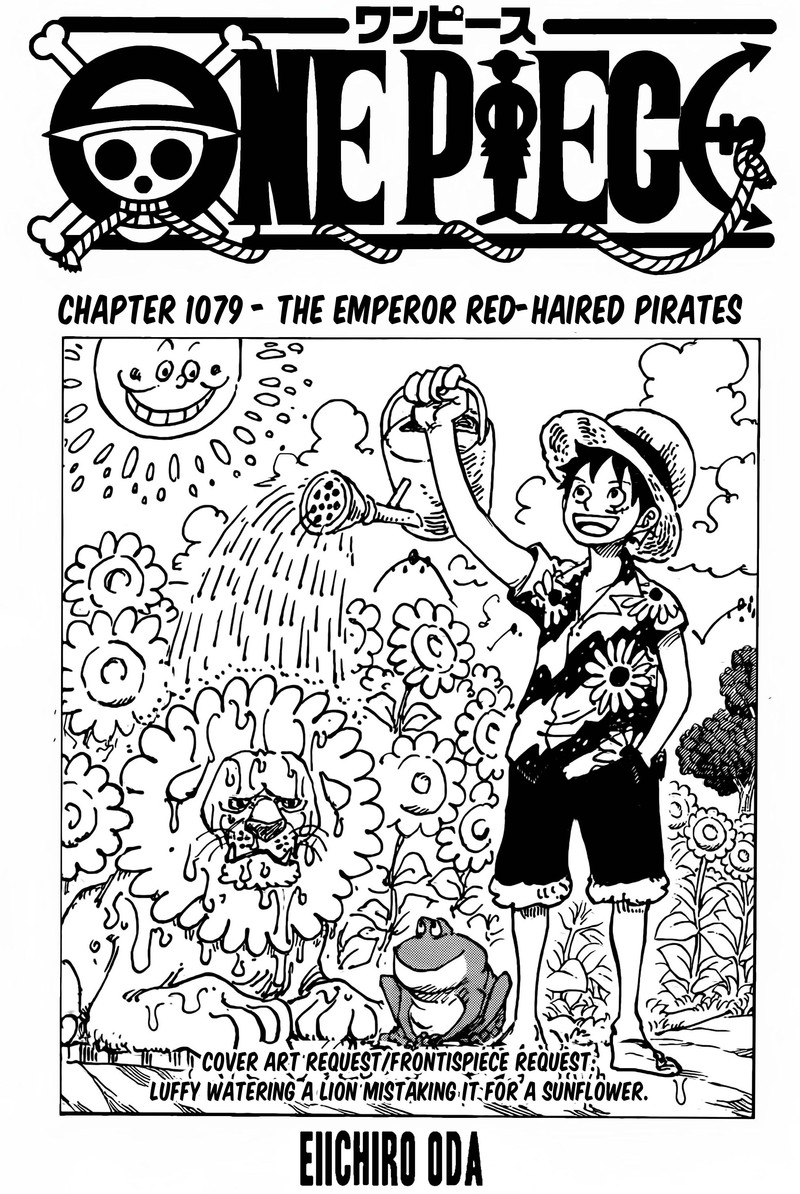 ワンピース
ONE PIECE
CHAPTER 1079 - THE EMPEROR RED-HAIRED PIRATES
COVER ART REQUEST/FRONTISPIECE REQUEST:
LUFFY WATERING A LION MISTAKING IT FOR A SUNFLOWER.
EIICHIRO ODA